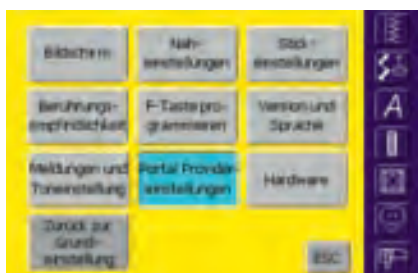 Bildschirm
Näh-
einstellungen
Stick-
einstellungen
Berührungs-
empfindlichkeit
F-Taste pro-
grammieren
Version und
Sprache
Meldungen und
Toneinstellung
Portal Provider-
einstellungen
Hardware
Zurück zur
Grund-
einstellung
ESC
A